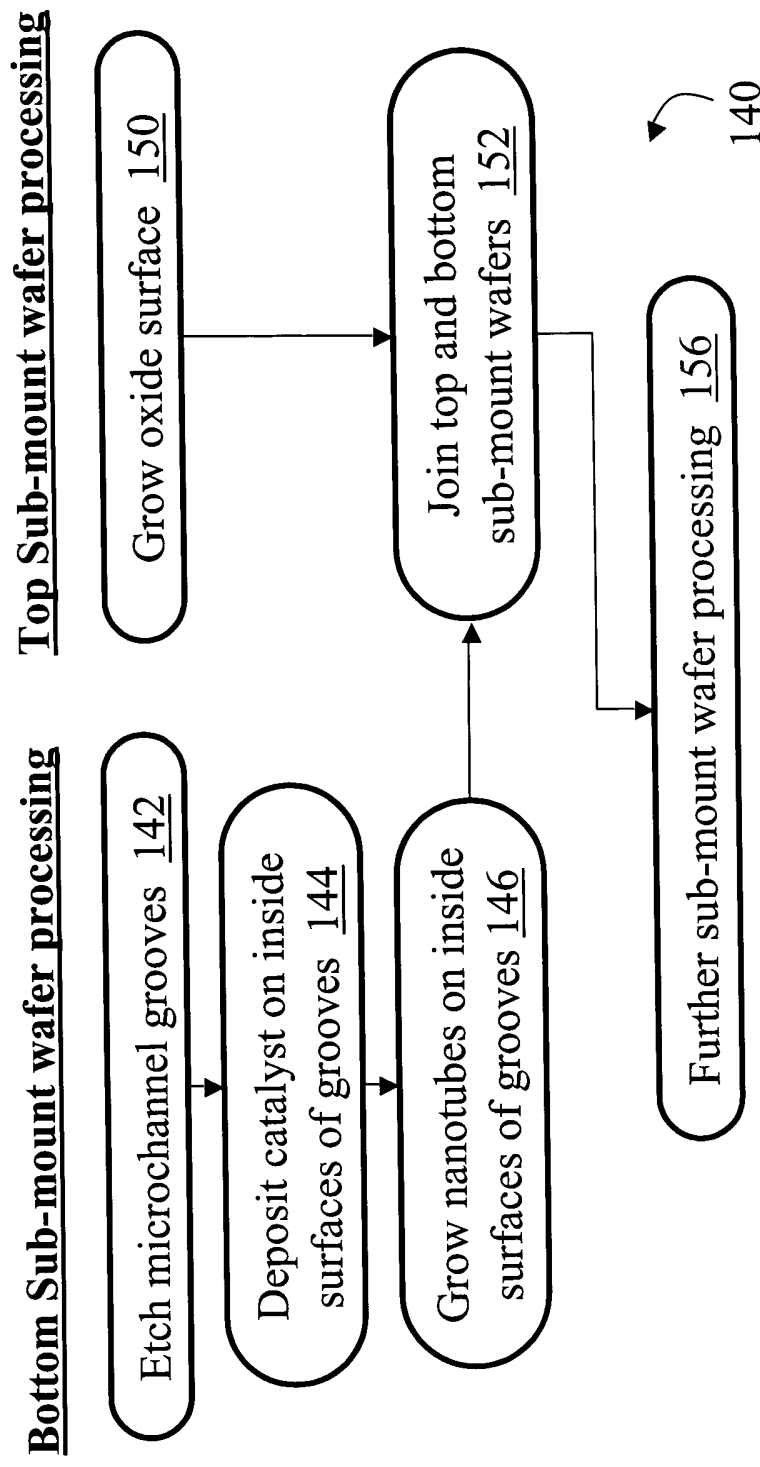 Bottom Sub-mount wafer processing
Etch microchannel grooves 142
Deposit catalyst on inside
surfaces of grooves 144
Grow nanotubes on inside
surfaces of grooves 146
Top Sub-mount wafer processing
Grow oxide surface 150
Join top and bottom
sub-mount wafers 152
Further sub-mount wafer processing 156
140